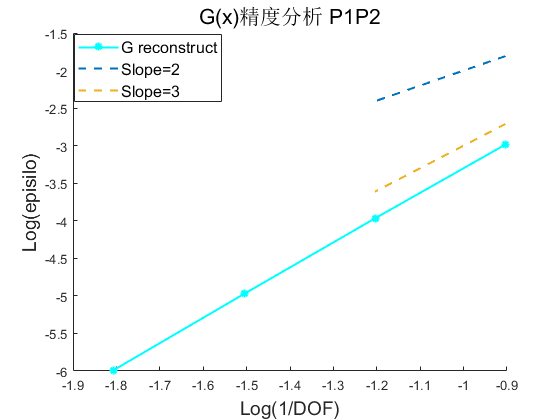 G(x)精度分析 P1P2
G reconstruct
Slope=2
Slope=3
Log(episilo)
-1.5
-2
-2.5
-3
-3.5
-4
-4.5
-5
-5.5
-6
-1.9 -1.8 -1.7 -1.6 -1.5 -1.4 -1.3 -1.2 -1.1 -1 -0.9
Log(1/DOF)